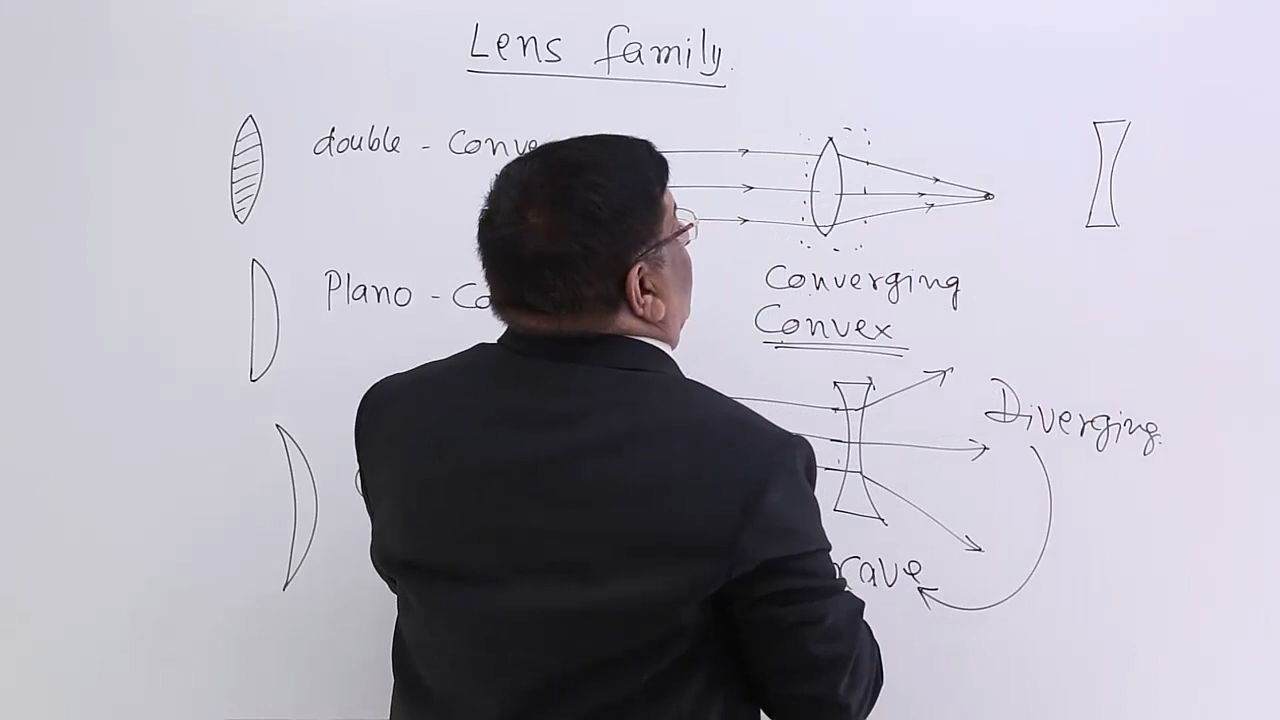 Lens family.
double - Conve
Plano - Co
Converging
Convex
Diverging.
cave